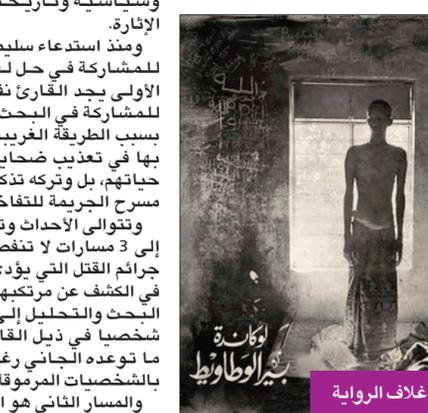 وسياسية
الإثارة.
ومنذ استدعاء
للمشاركة في حل
الأولى يجد القارئ
للمشاركة في البحث
بسبب الطريقة
بها في تعذيب
حياتهم، بل وتركه
مسرح الجريمة
وتتوالى الأحداث
إلى 3 مسارات لا
جرائم القتل التي
في الكشف عن
البحث والتحليل إلى
شخصيا في ذيل
ما توعده الجاني
بالشخصيات
والمسار الثاني هو
لوكاندة
بير الوطاويط
غلاف الرواية